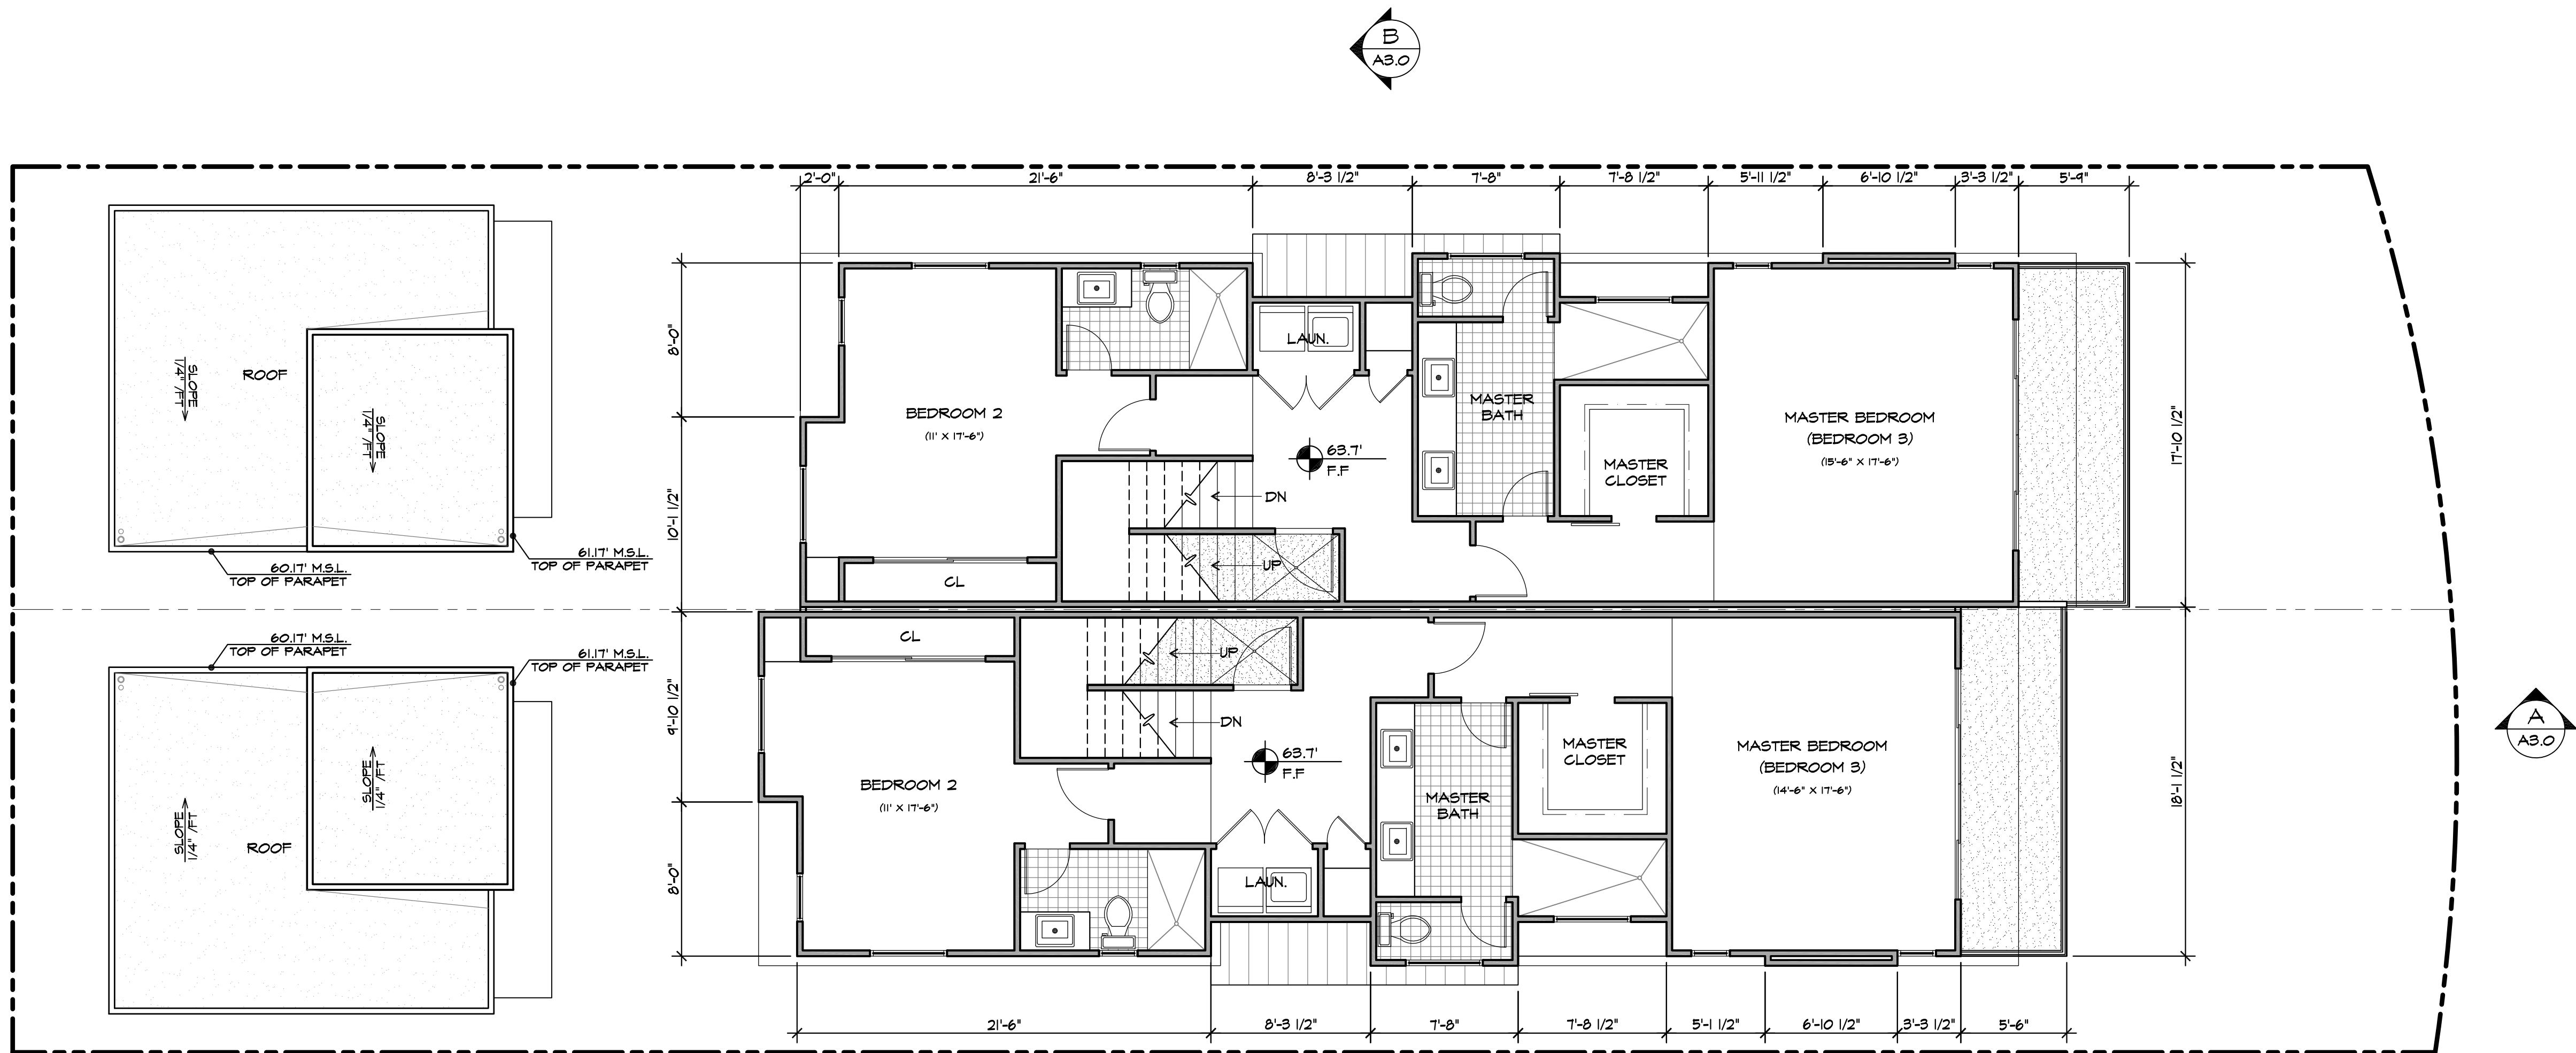 B
A3.0
2'-0"
21'-6"
8'-3 1/2"
7'-8"
7'-8 1/2"
5'-11 1/2"
6'-10 1/2"
3'-3 1/2"
5'-9"
8'-0"
10'-1 1/2"
SLOPE
1/4" /FT
ROOF
SLOPE
1/4" /FT
60.17' M.S.L.
TOP OF PARAPET
61.17' M.S.L.
TOP OF PARAPET
BEDROOM 2
(11' X 17'-6")
CL
LAUN.
63.7'
F.F
DN
UP
MASTER
BATH
MASTER
CLOSET
MASTER BEDROOM
(BEDROOM 3)
(15'-6" X 17'-6")
17'-10 1/2"
60.17' M.S.L.
TOP OF PARAPET
61.17' M.S.L.
TOP OF PARAPET
SLOPE
1/4" /FT
ROOF
SLOPE
1/4" /FT
9'-10 1/2"
8'-0"
CL
UP
DN
BEDROOM 2
(11' X 17'-6")
63.7'
F.F
LAUN.
MASTER
BATH
MASTER
CLOSET
MASTER BEDROOM
(BEDROOM 3)
(14'-6" X 17'-6")
18'-1 1/2"
A
A3.0
21'-6"
8'-3 1/2"
7'-8"
7'-8 1/2"
5'-1 1/2"
6'-10 1/2"
3'-3 1/2"
5'-6"